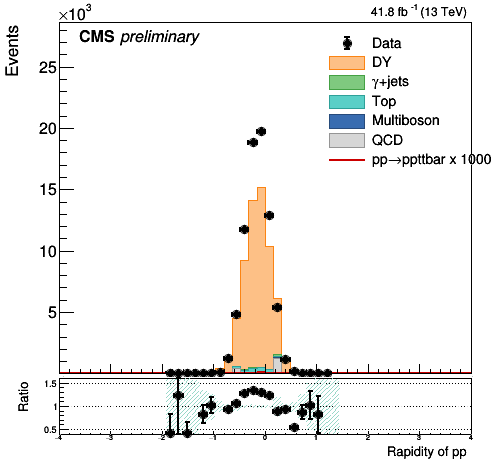 ×10³
41.8 fb⁻¹ (13 TeV)
Events
CMS preliminary
Data
DY
γ+jets
Top
Multiboson
QCD
pp→ppttbar x 1000
25
20
15
10
5
Ratio
1.5
1
0.5
-4 -3 -2 -1 0 1 2 3 4
Rapidity of pp